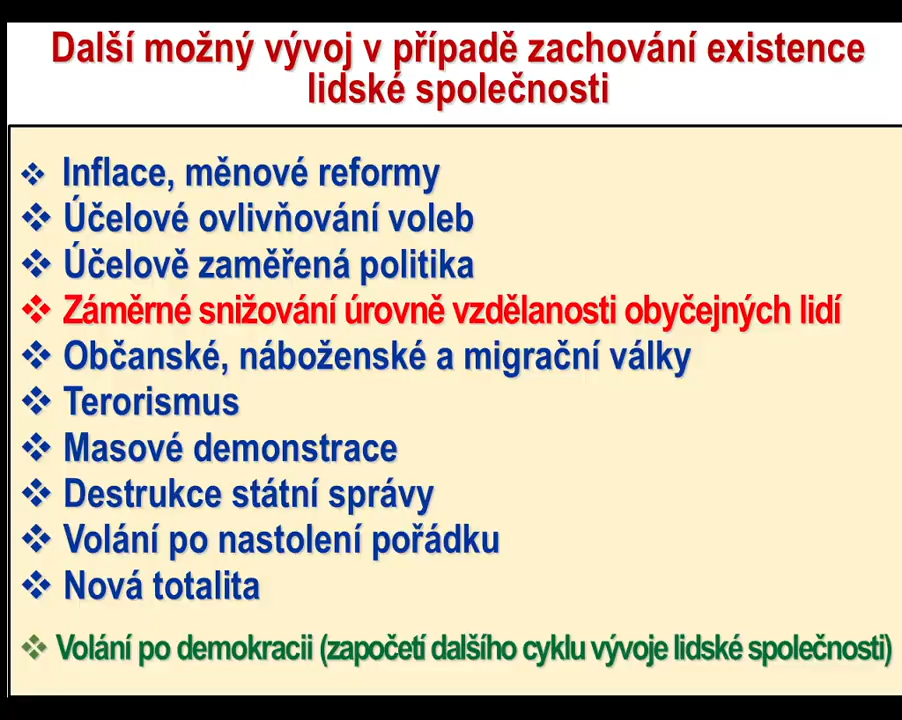 Další možný vývoj v případě zachování existence
lidské společnosti
Inflace, měnové reformy
Účelové ovlivňování voleb
Účelově zaměřená politika
Záměrné snižování úrovně vzdělanosti obyčejných lidí
Občanské, náboženské a migrační války
Terorismus
Masové demonstrace
Destrukce státní správy
Volání po nastolení pořádku
Nová totalita
Volání po demokracii (započetí dalšího cyklu vývoje lidské společnosti)